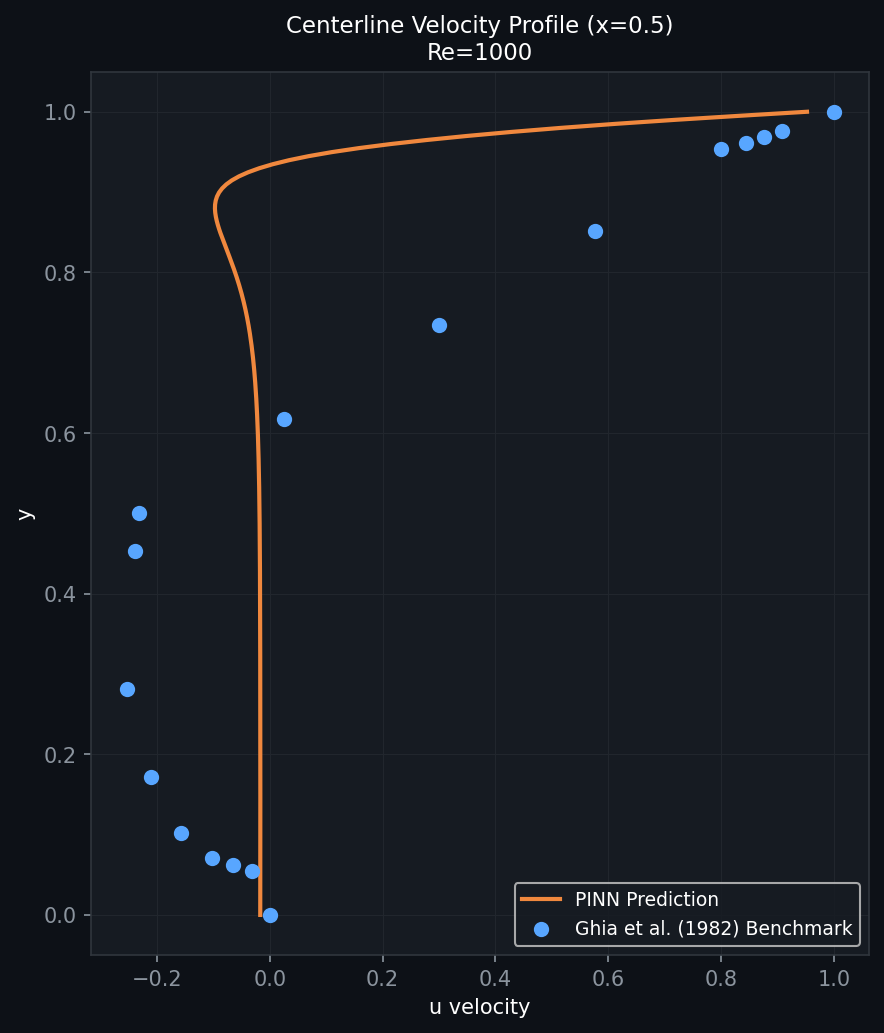 Centerline Velocity Profile (x=0.5)
Re=1000
1.0
0.8
0.6
y
0.4
0.2
0.0
PINN Prediction
Ghia et al. (1982) Benchmark
−0.2 0.0 0.2 0.4 0.6 0.8 1.0
u velocity